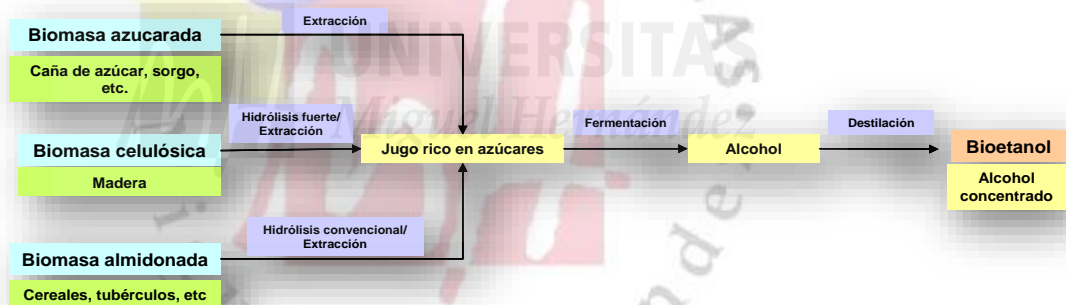 Biomasa azucarada
Caña de azúcar, sorgo,
etc.
Extracción
Biomasa celulósica
Madera
Hidrólisis fuerte/
Extracción
Biomasa almidonada
Cereales, tubérculos, etc
Hidrólisis convencional/
Extracción
Jugo rico en azúcares
Fermentación
Alcohol
Destilación
Bioetanol
Alcohol
concentrado
UNIVERSITAS
Miguel Hernández